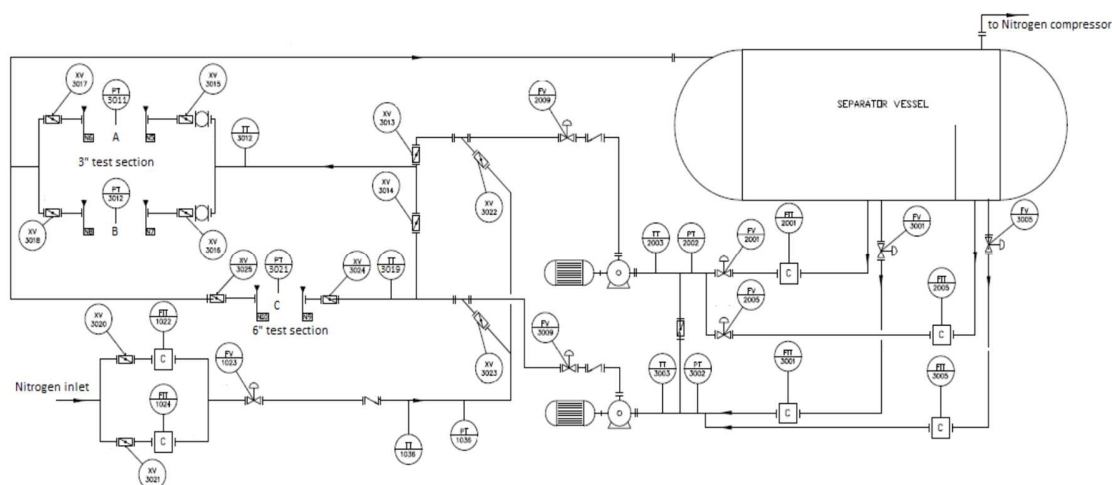 to Nitrogen compressor
SEPARATOR VESSEL
XV
3017
PT
3011
XV
3015
A
3" test section
TT
3012
XV
3013
FV
2009
XV
3018
PT
3012
B
XV
3016
XV
3014
XV
3022
XV
3025
PT
3021
XV
3024
TT
3019
C
6" test section
XV
3023
FV
3009
TT
2003
PT
2002
FV
2001
FIT
2001
C
FV
3001
FV
3005
FV
2005
FIT
2005
C
TT
3003
PT
3002
FIT
3001
C
FIT
3005
C
XV
3020
FIT
1022
C
FV
1023
Nitrogen inlet
FIT
1024
C
XV
3021
TT
1036
PT
1036